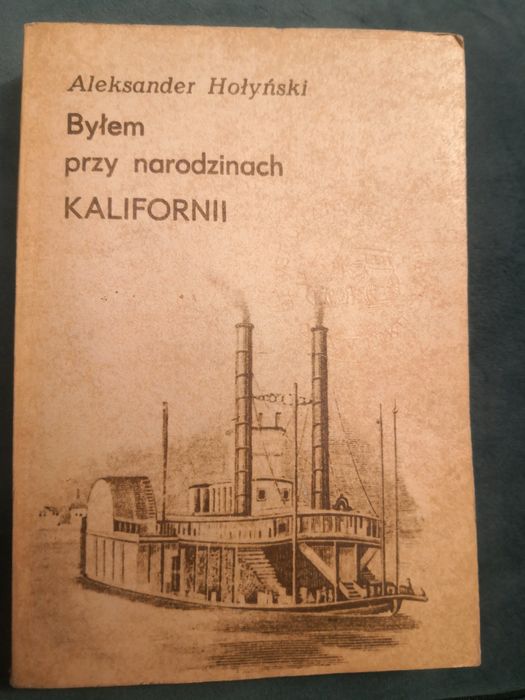 Aleksander Hołyński
Byłem
przy narodzinach
KALIFORNII